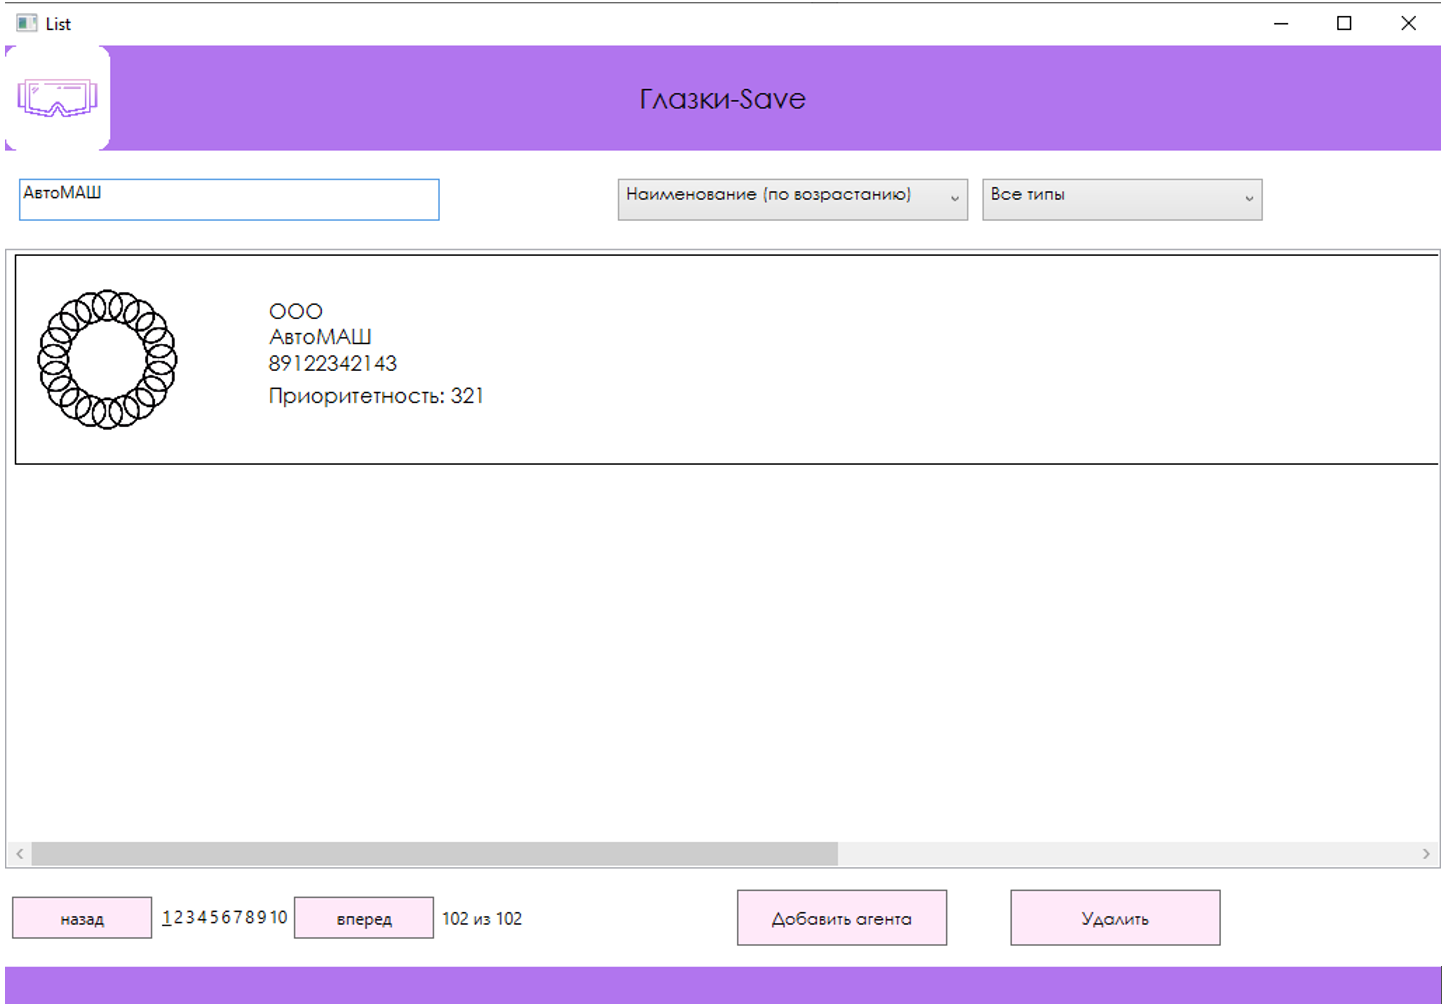 List
Глазки-Save
АвтоМАШ
Наименование (по возрастанию)
Все типы
ООО
АвтоМАШ
89122342143
Приоритетность: 321
назад
1 2 3 4 5 6 7 8 9 10
вперед
102 из 102
Добавить агента
Удалить